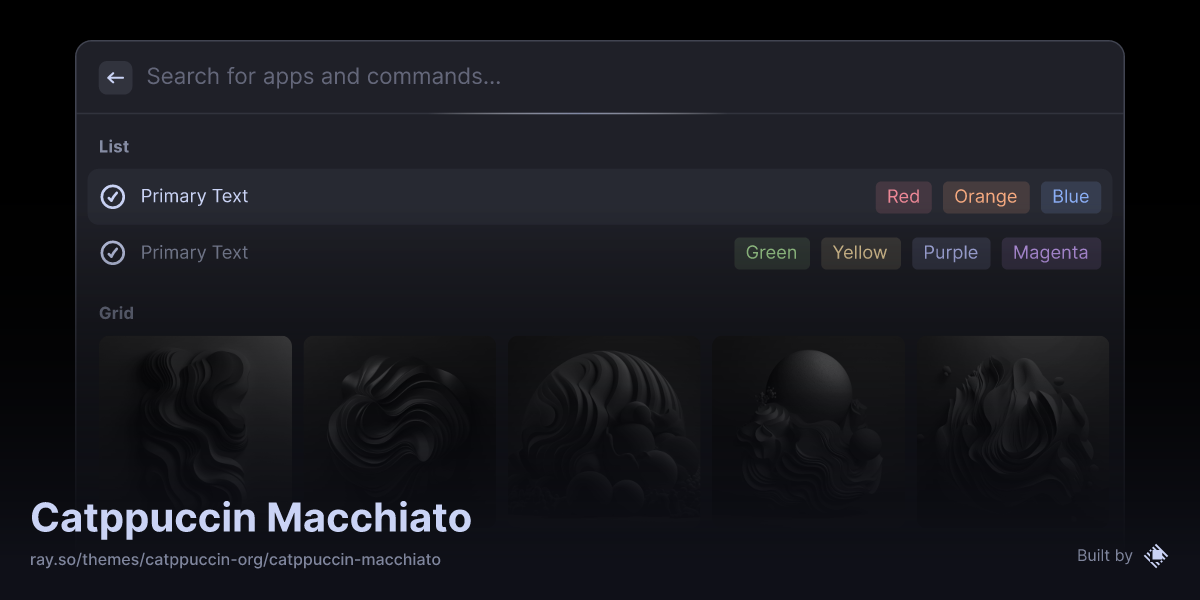 Search for apps and commands...
List
Primary Text Red Orange Blue
Primary Text Green Yellow Purple Magenta
Grid
Catppuccin Macchiato
ray.so/themes/catppuccin-org/catppuccin-macchiato
Built by